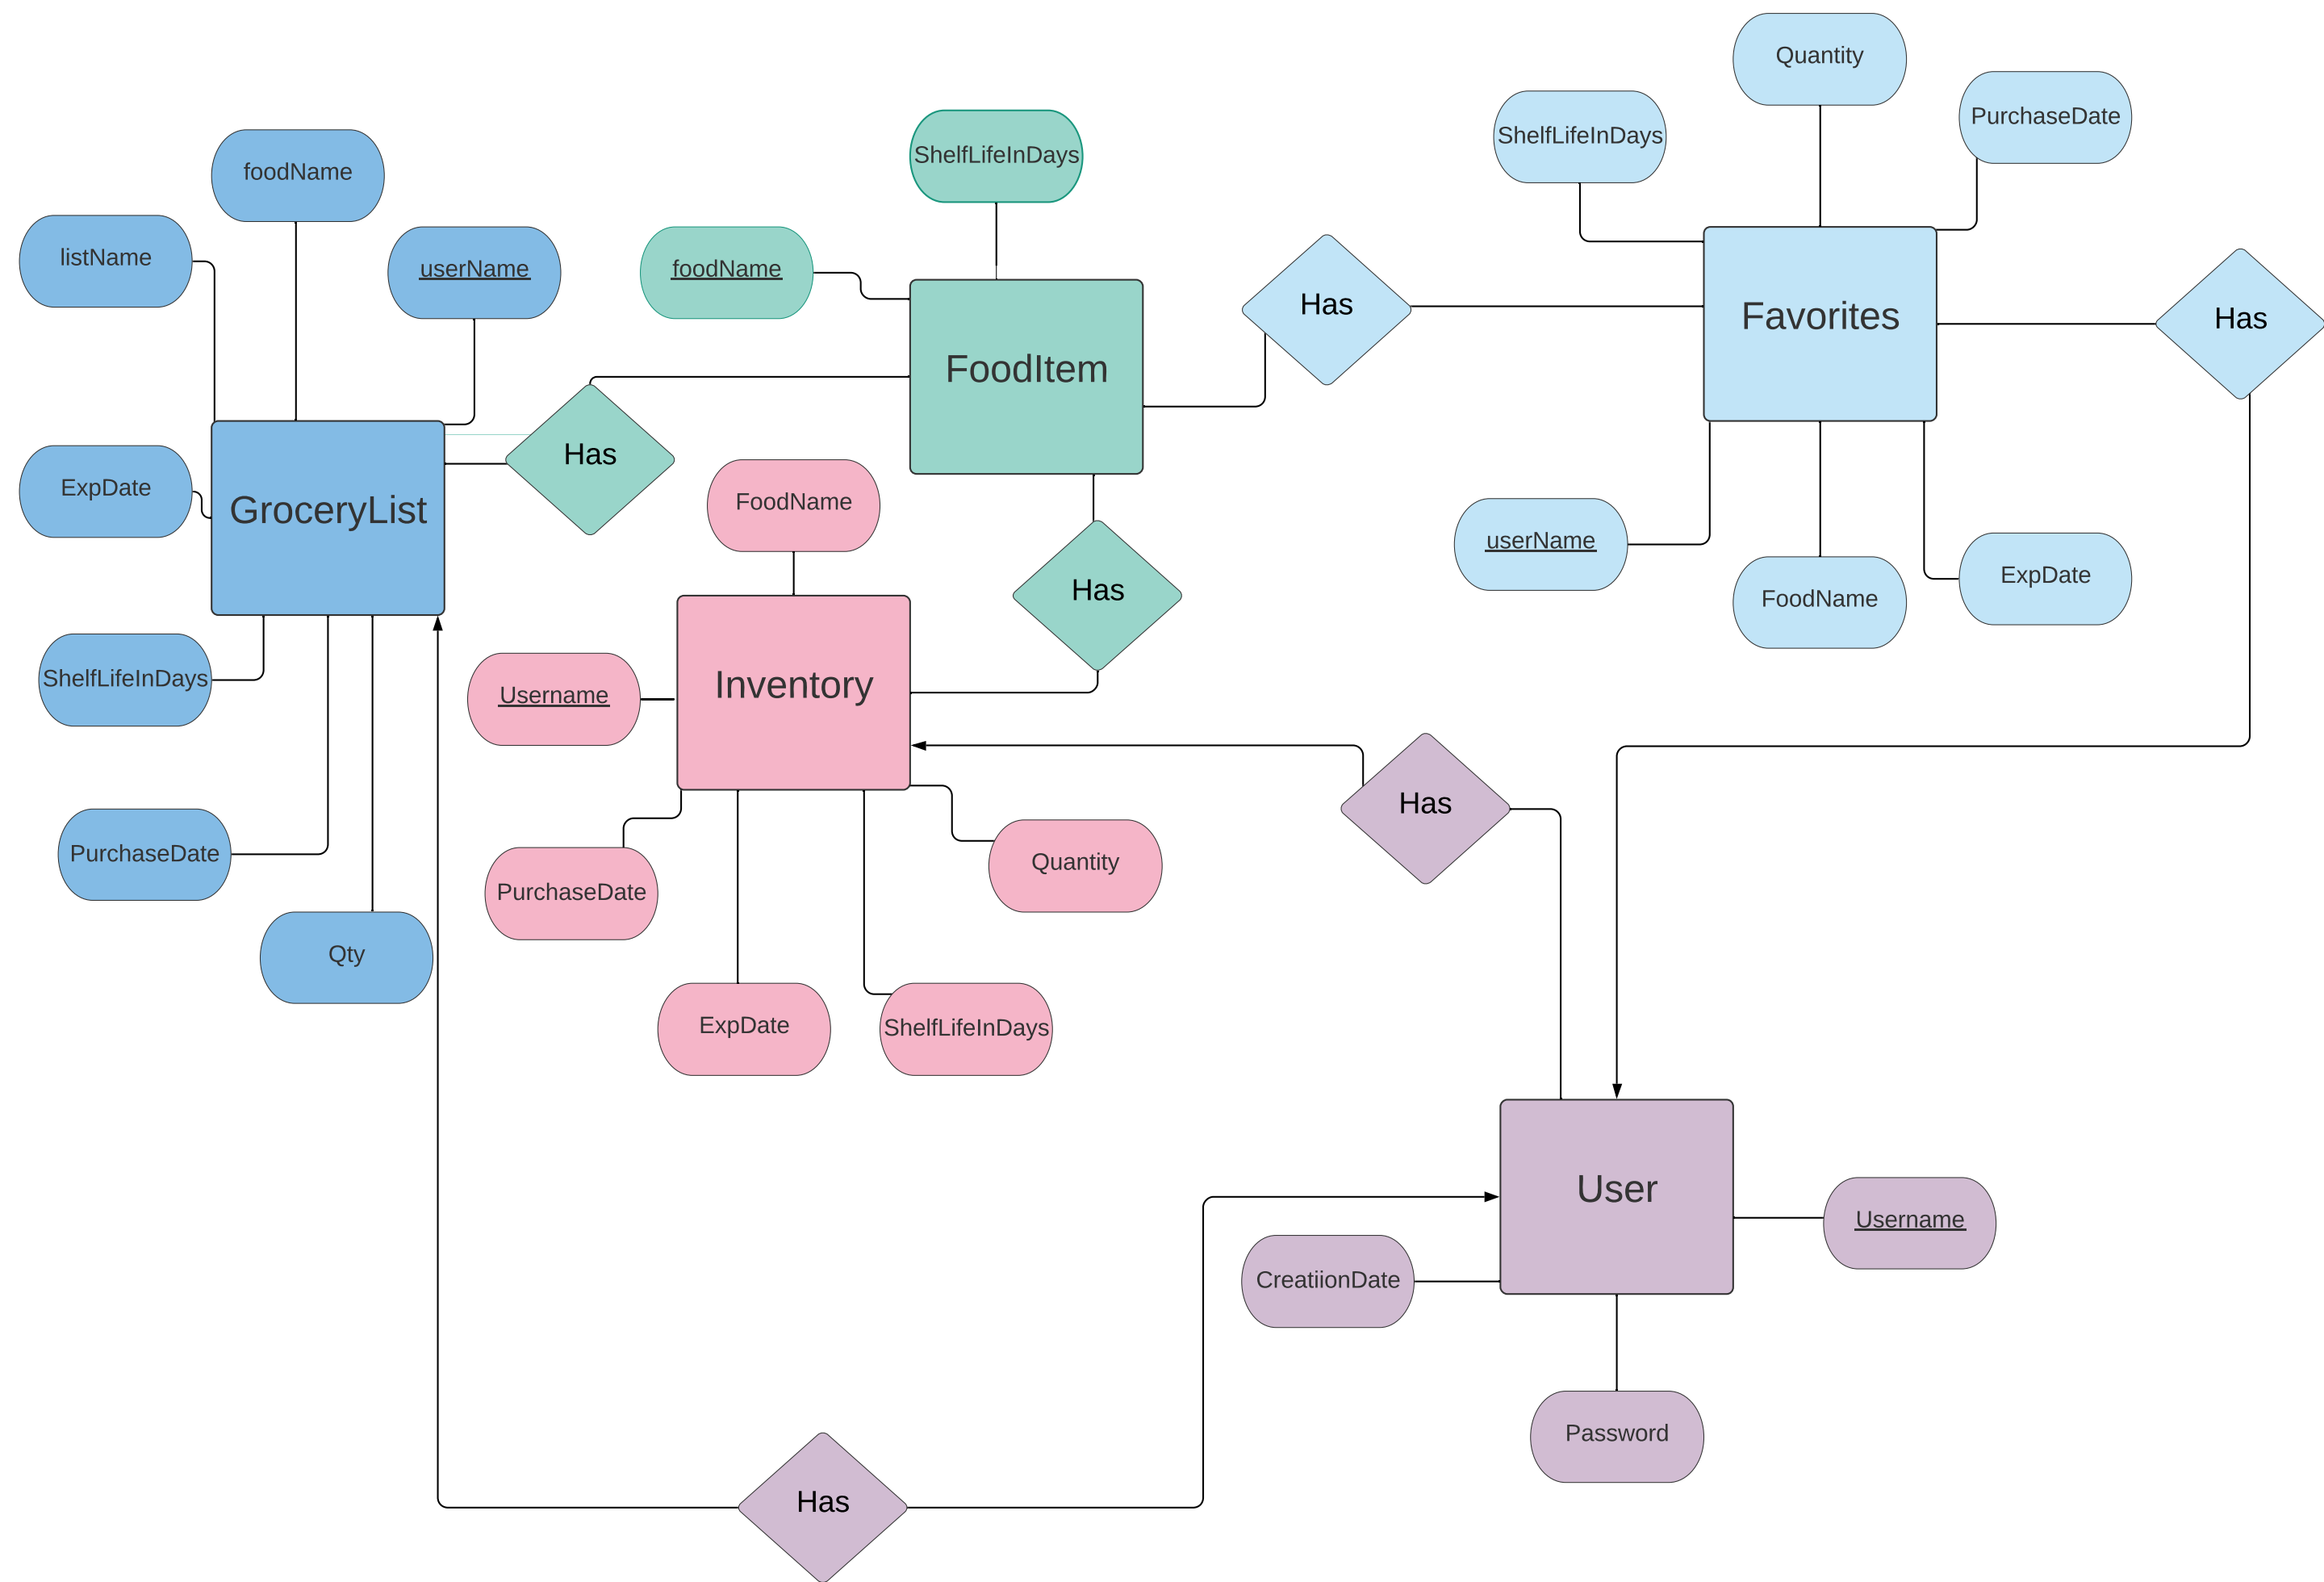 Quantity
PurchaseDate
ShelfLifeInDays
ShelfLifeInDays
foodName
listName
userName
foodName
Has
Favorites
Has
FoodItem
Has
ExpDate
FoodName
GroceryList
userName
ExpDate
Has
FoodName
ShelfLifeInDays
Inventory
Username
Has
PurchaseDate
Quantity
PurchaseDate
Qty
ExpDate
ShelfLifeInDays
User
Username
CreatiionDate
Password
Has